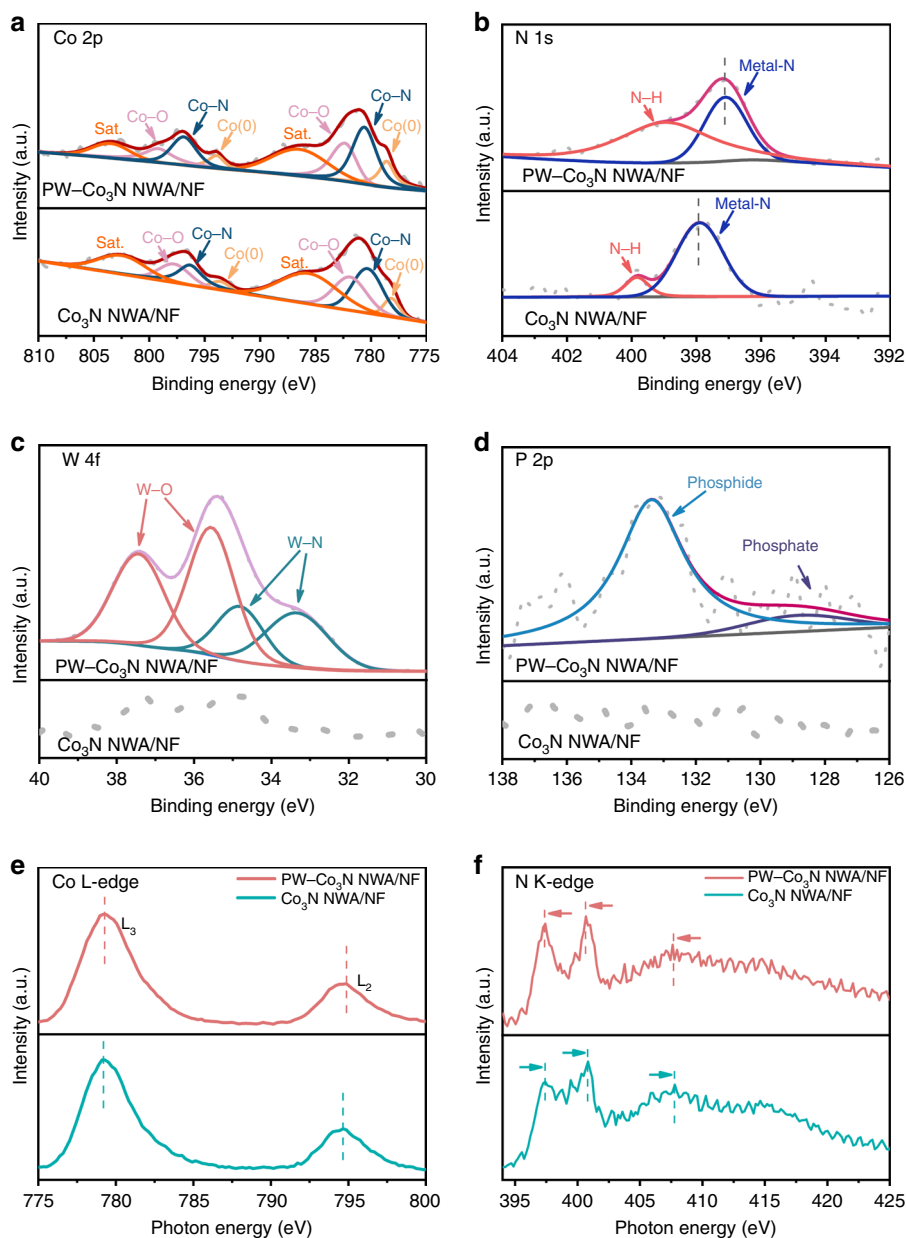 a
Co 2p
Co–N
Co–O
Co–N
Co–O
Sat.
Co(0)
Sat.
Co(0)
PW–Co₃N NWA/NF
Co–N
Co–O
Co–N
Co–O
Sat.
Co(0)
Sat.
Co(0)
Co₃N NWA/NF
Intensity (a.u.)
810 805 800 795 790 785 780 775
Binding energy (eV)
b
N 1s
Metal-N
N–H
PW–Co₃N NWA/NF
Metal-N
N–H
Co₃N NWA/NF
Intensity (a.u.)
404 402 400 398 396 394 392
Binding energy (eV)
c
W 4f
W–O
W–N
PW–Co₃N NWA/NF
Co₃N NWA/NF
Intensity (a.u.)
40 38 36 34 32 30
Binding energy (eV)
d
P 2p
Phosphide
Phosphate
PW–Co₃N NWA/NF
Co₃N NWA/NF
Intensity (a.u.)
138 136 134 132 130 128 126
Binding energy (eV)
e
Co L-edge
PW–Co₃N NWA/NF
Co₃N NWA/NF
L₃
L₂
Intensity (a.u.)
775 780 785 790 795 800
Photon energy (eV)
f
N K-edge
PW–Co₃N NWA/NF
Co₃N NWA/NF
Intensity (a.u.)
395 400 405 410 415 420 425
Photon energy (eV)